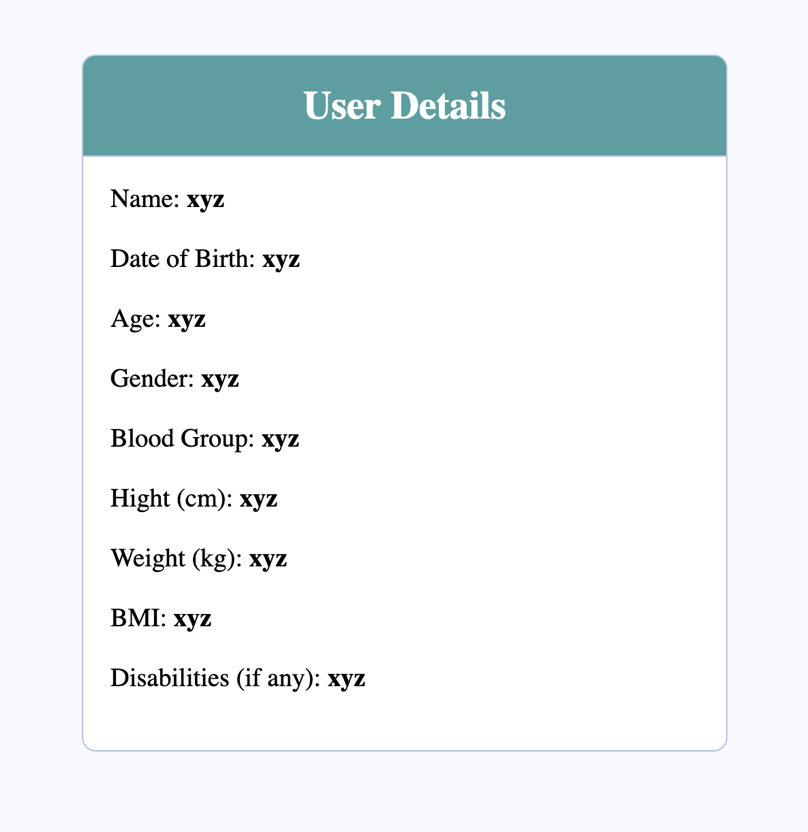 User Details
Name: xyz
Date of Birth: xyz
Age: xyz
Gender: xyz
Blood Group: xyz
Hight (cm): xyz
Weight (kg): xyz
BMI: xyz
Disabilities (if any): xyz